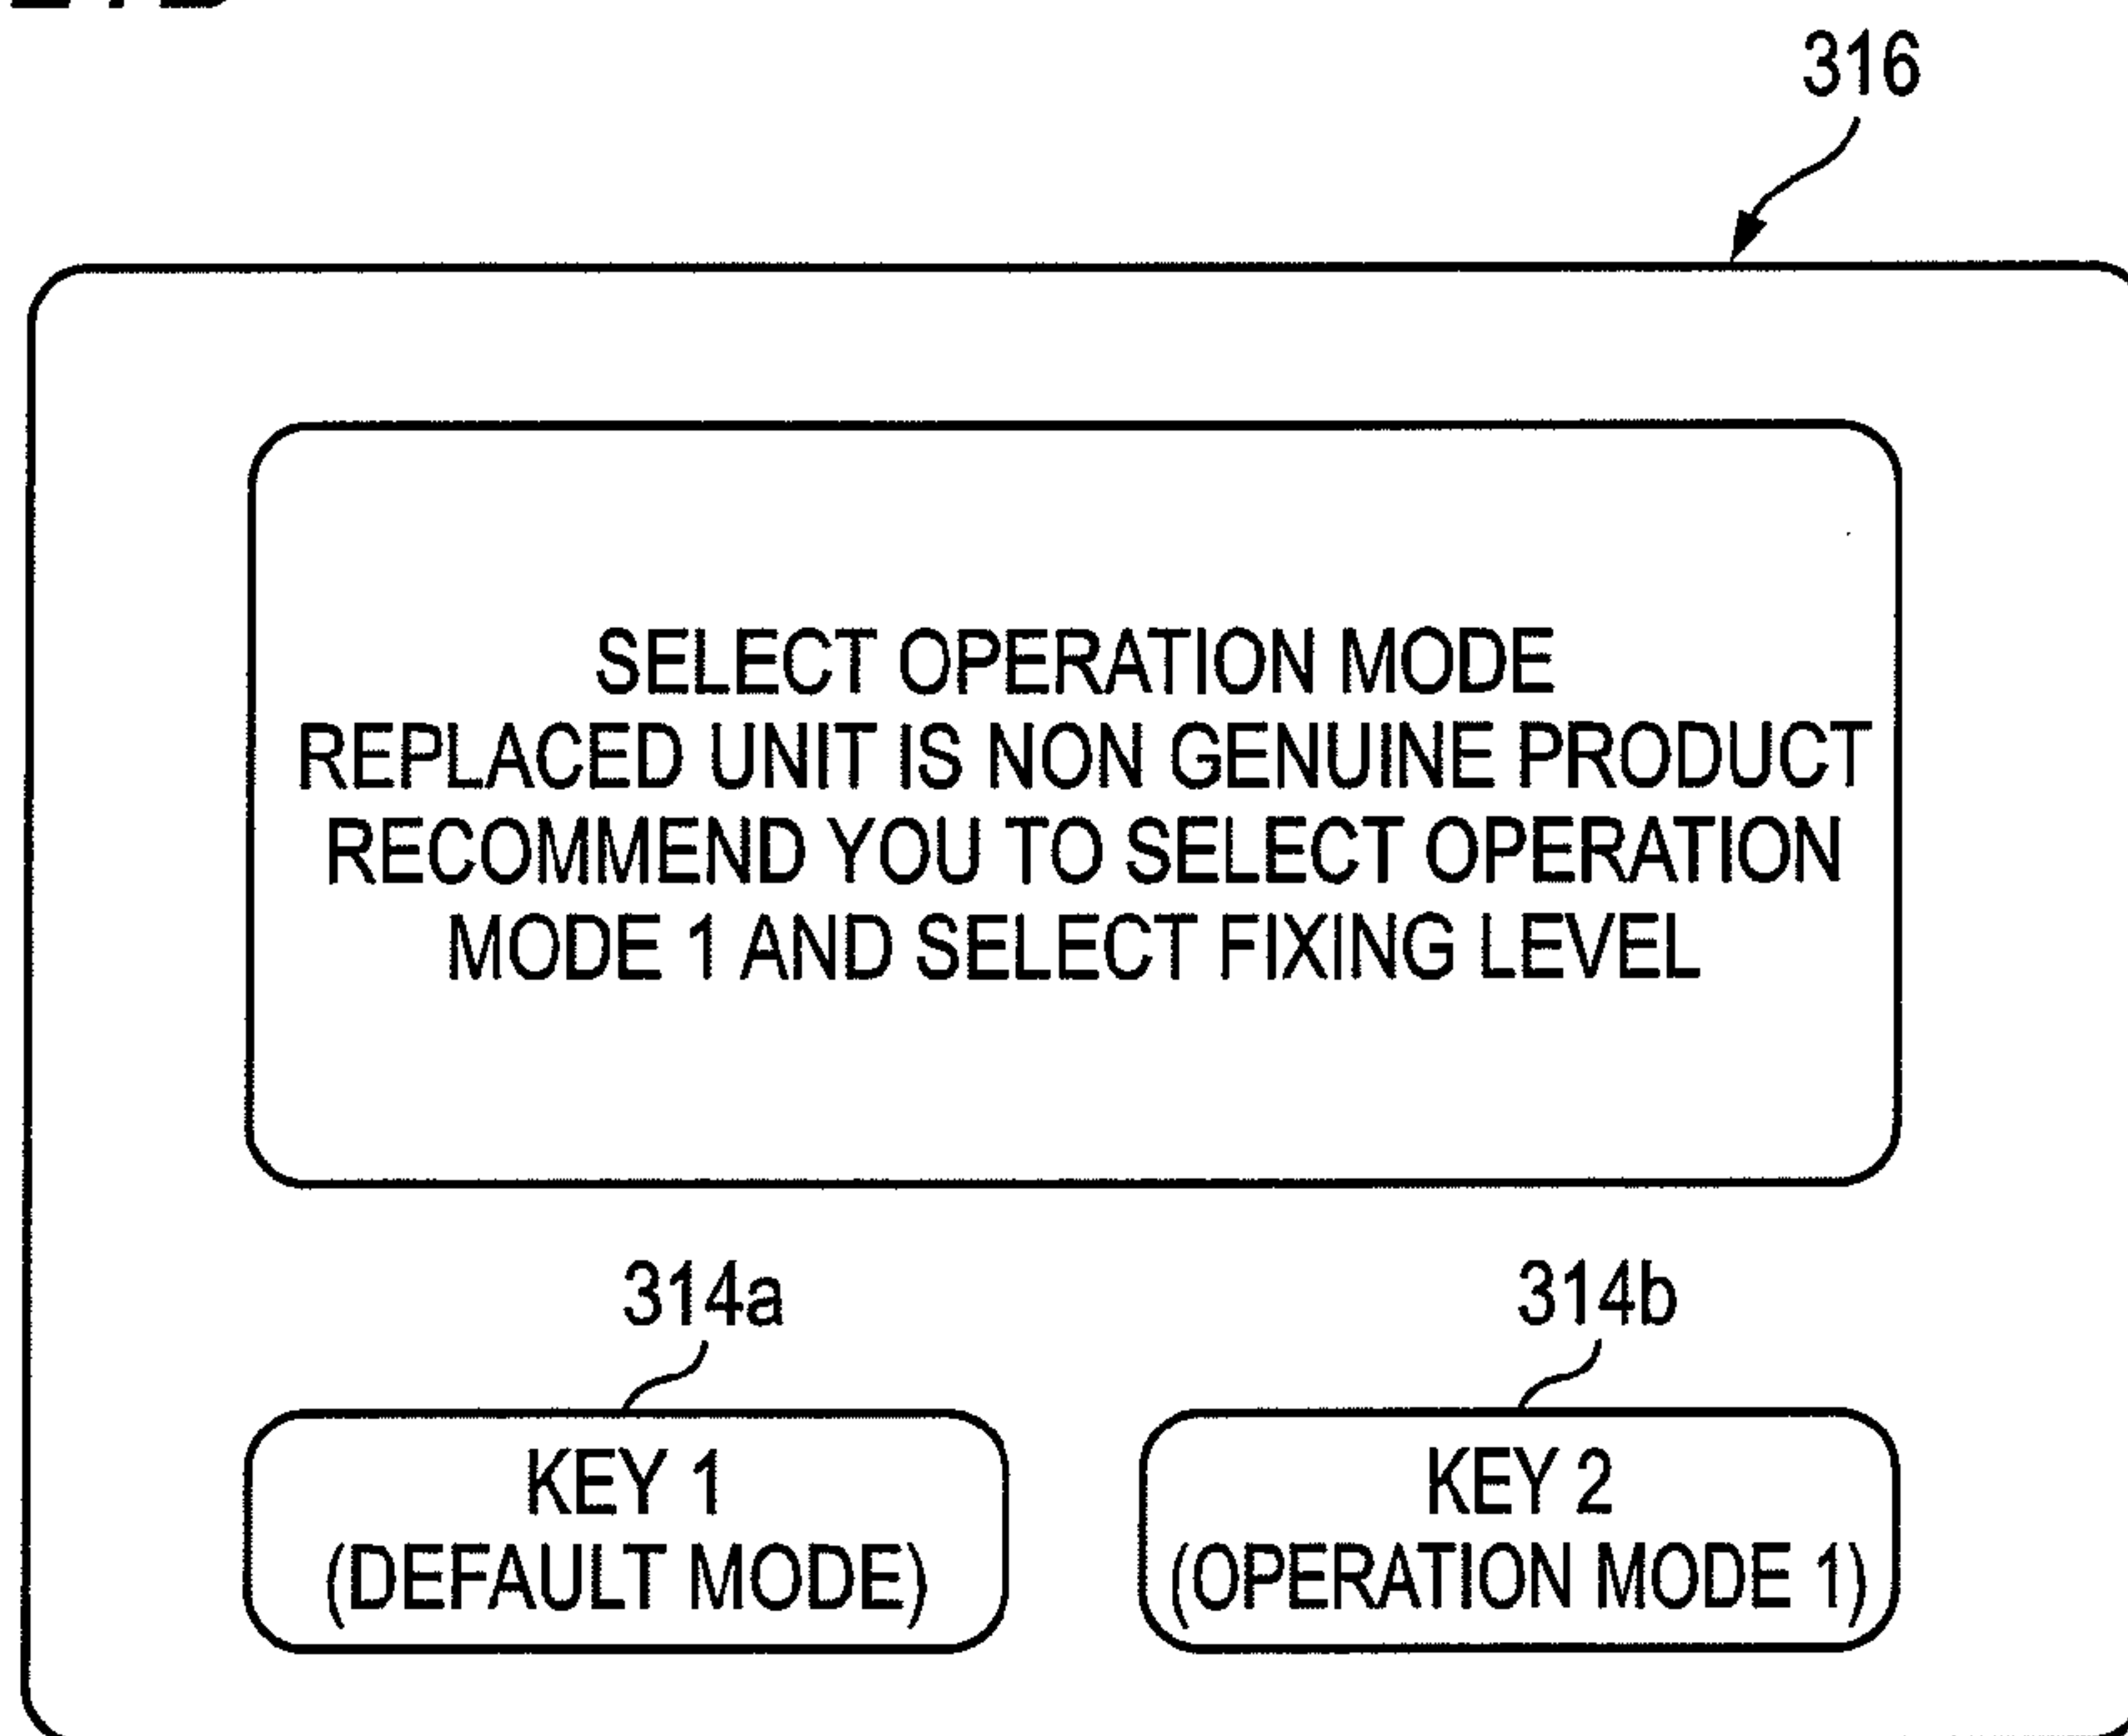 316
SELECT OPERATION MODE
REPLACED UNIT IS NON GENUINE PRODUCT
RECOMMEND YOU TO SELECT OPERATION
MODE 1 AND SELECT FIXING LEVEL
314a
314b
KEY 1
(DEFAULT MODE)
KEY 2
(OPERATION MODE 1)